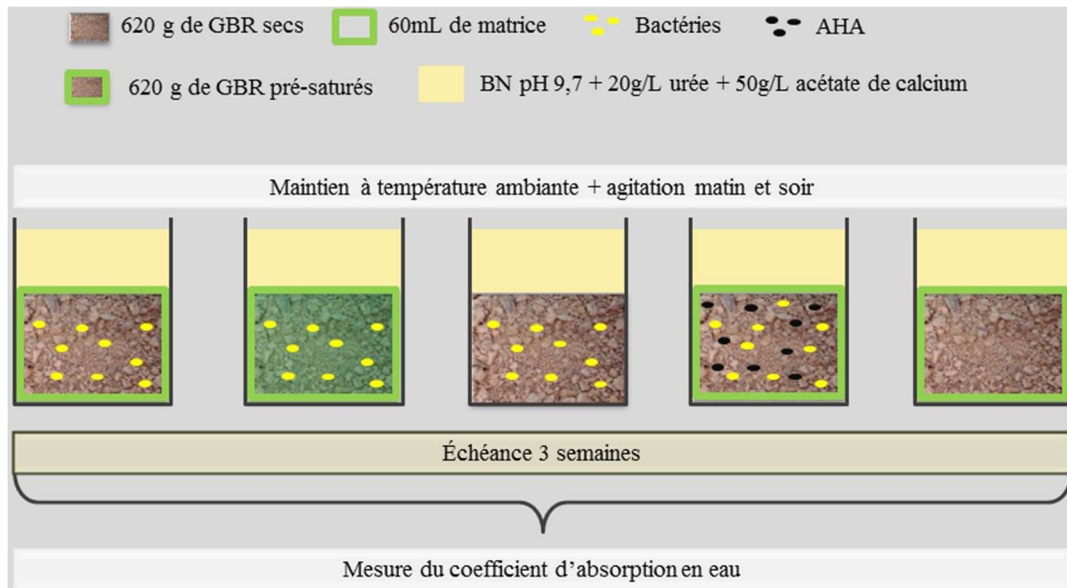 620 g de GBR secs
60mL de matrice
Bactéries
AHA
620 g de GBR pré-saturés
BN pH 9,7 + 20g/L urée + 50g/L acétate de calcium
Maintien à température ambiante + agitation matin et soir
Échéance 3 semaines
Mesure du coefficient d’absorption en eau